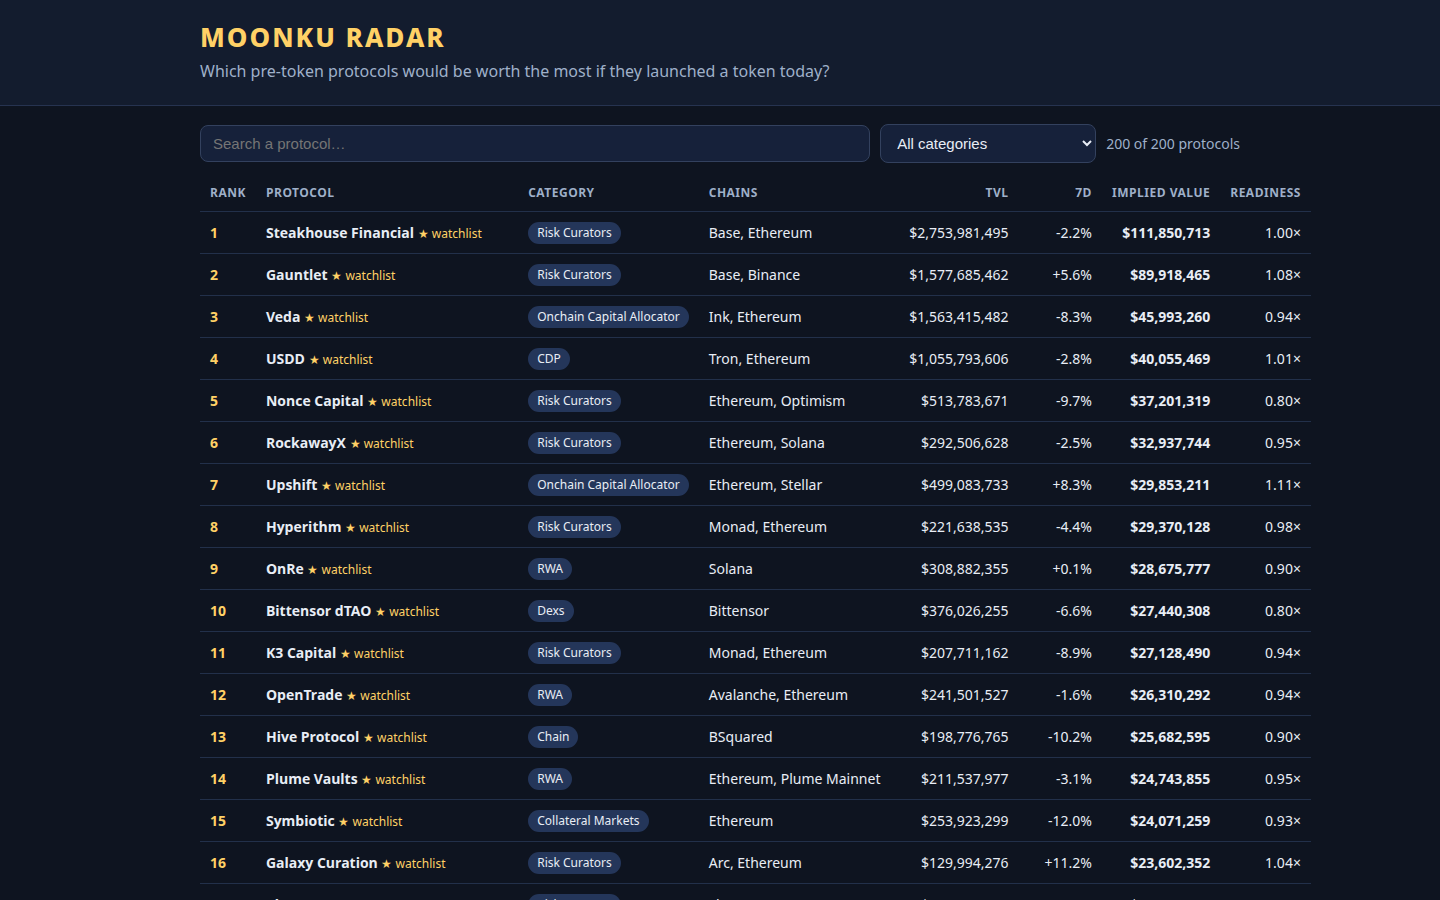 MOONKU RADAR
Which pre-token protocols would be worth the most if they launched a token today?
Search a protocol… All categories 200 of 200 protocols
RANK PROTOCOL CATEGORY CHAINS TVL 7D IMPLIED VALUE READINESS
1 Steakhouse Financial ★ watchlist Risk Curators Base, Ethereum $2,753,981,495 -2.2% $111,850,713 1.00×
2 Gauntlet ★ watchlist Risk Curators Base, Binance $1,577,685,462 +5.6% $89,918,465 1.08×
3 Veda ★ watchlist Onchain Capital Allocator Ink, Ethereum $1,563,415,482 -8.3% $45,993,260 0.94×
4 USDD ★ watchlist CDP Tron, Ethereum $1,055,793,606 -2.8% $40,055,469 1.01×
5 Nonce Capital ★ watchlist Risk Curators Ethereum, Optimism $513,783,671 -9.7% $37,201,319 0.80×
6 RockawayX ★ watchlist Risk Curators Ethereum, Solana $292,506,628 -2.5% $32,937,744 0.95×
7 Upshift ★ watchlist Onchain Capital Allocator Ethereum, Stellar $499,083,733 +8.3% $29,853,211 1.11×
8 Hyperithm ★ watchlist Risk Curators Monad, Ethereum $221,638,535 -4.4% $29,370,128 0.98×
9 OnRe ★ watchlist RWA Solana $308,882,355 +0.1% $28,675,777 0.90×
10 Bittensor dTAO ★ watchlist Dexs Bittensor $376,026,255 -6.6% $27,440,308 0.80×
11 K3 Capital ★ watchlist Risk Curators Monad, Ethereum $207,711,162 -8.9% $27,128,490 0.94×
12 OpenTrade ★ watchlist RWA Avalanche, Ethereum $241,501,527 -1.6% $26,310,292 0.94×
13 Hive Protocol ★ watchlist Chain BSquared $198,776,765 -10.2% $25,682,595 0.90×
14 Plume Vaults ★ watchlist RWA Ethereum, Plume Mainnet $211,537,977 -3.1% $24,743,855 0.95×
15 Symbiotic ★ watchlist Collateral Markets Ethereum $253,923,299 -12.0% $24,071,259 0.93×
16 Galaxy Curation ★ watchlist Risk Curators Arc, Ethereum $129,994,276 +11.2% $23,602,352 1.04×